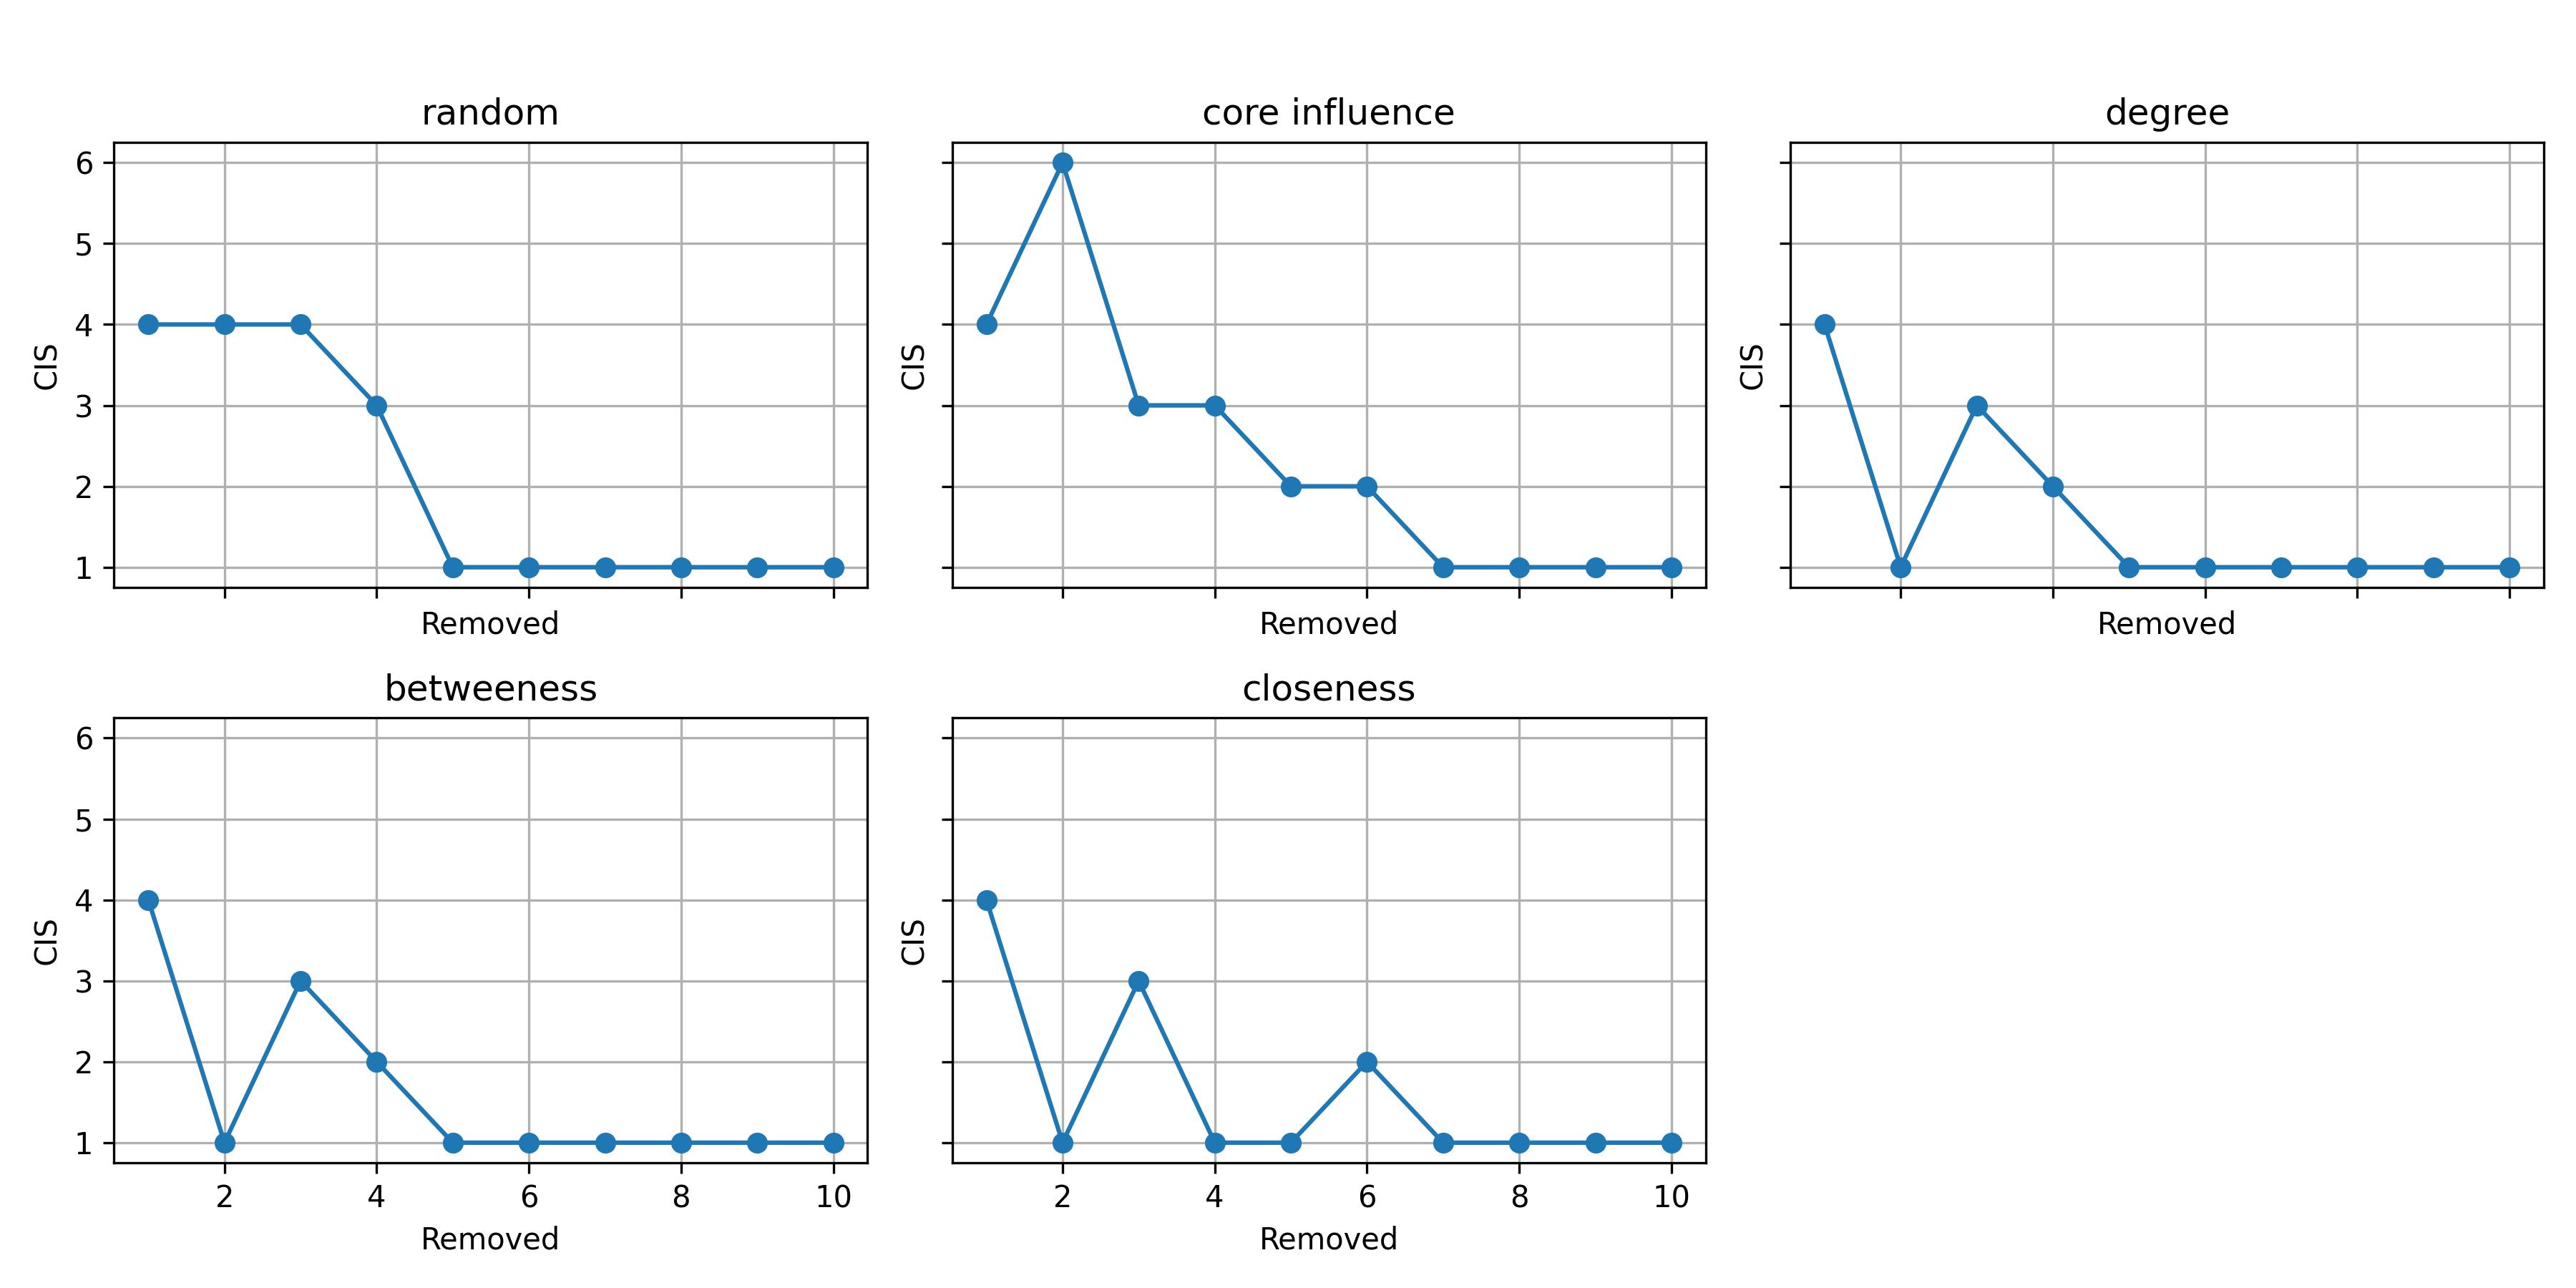 random
core influence
degree
6
5
4
3
2
1
CIS
CIS
CIS
Removed
Removed
Removed
betweeness
closeness
6
5
4
3
2
1
CIS
CIS
2 4 6 8 10
2 4 6 8 10
Removed
Removed